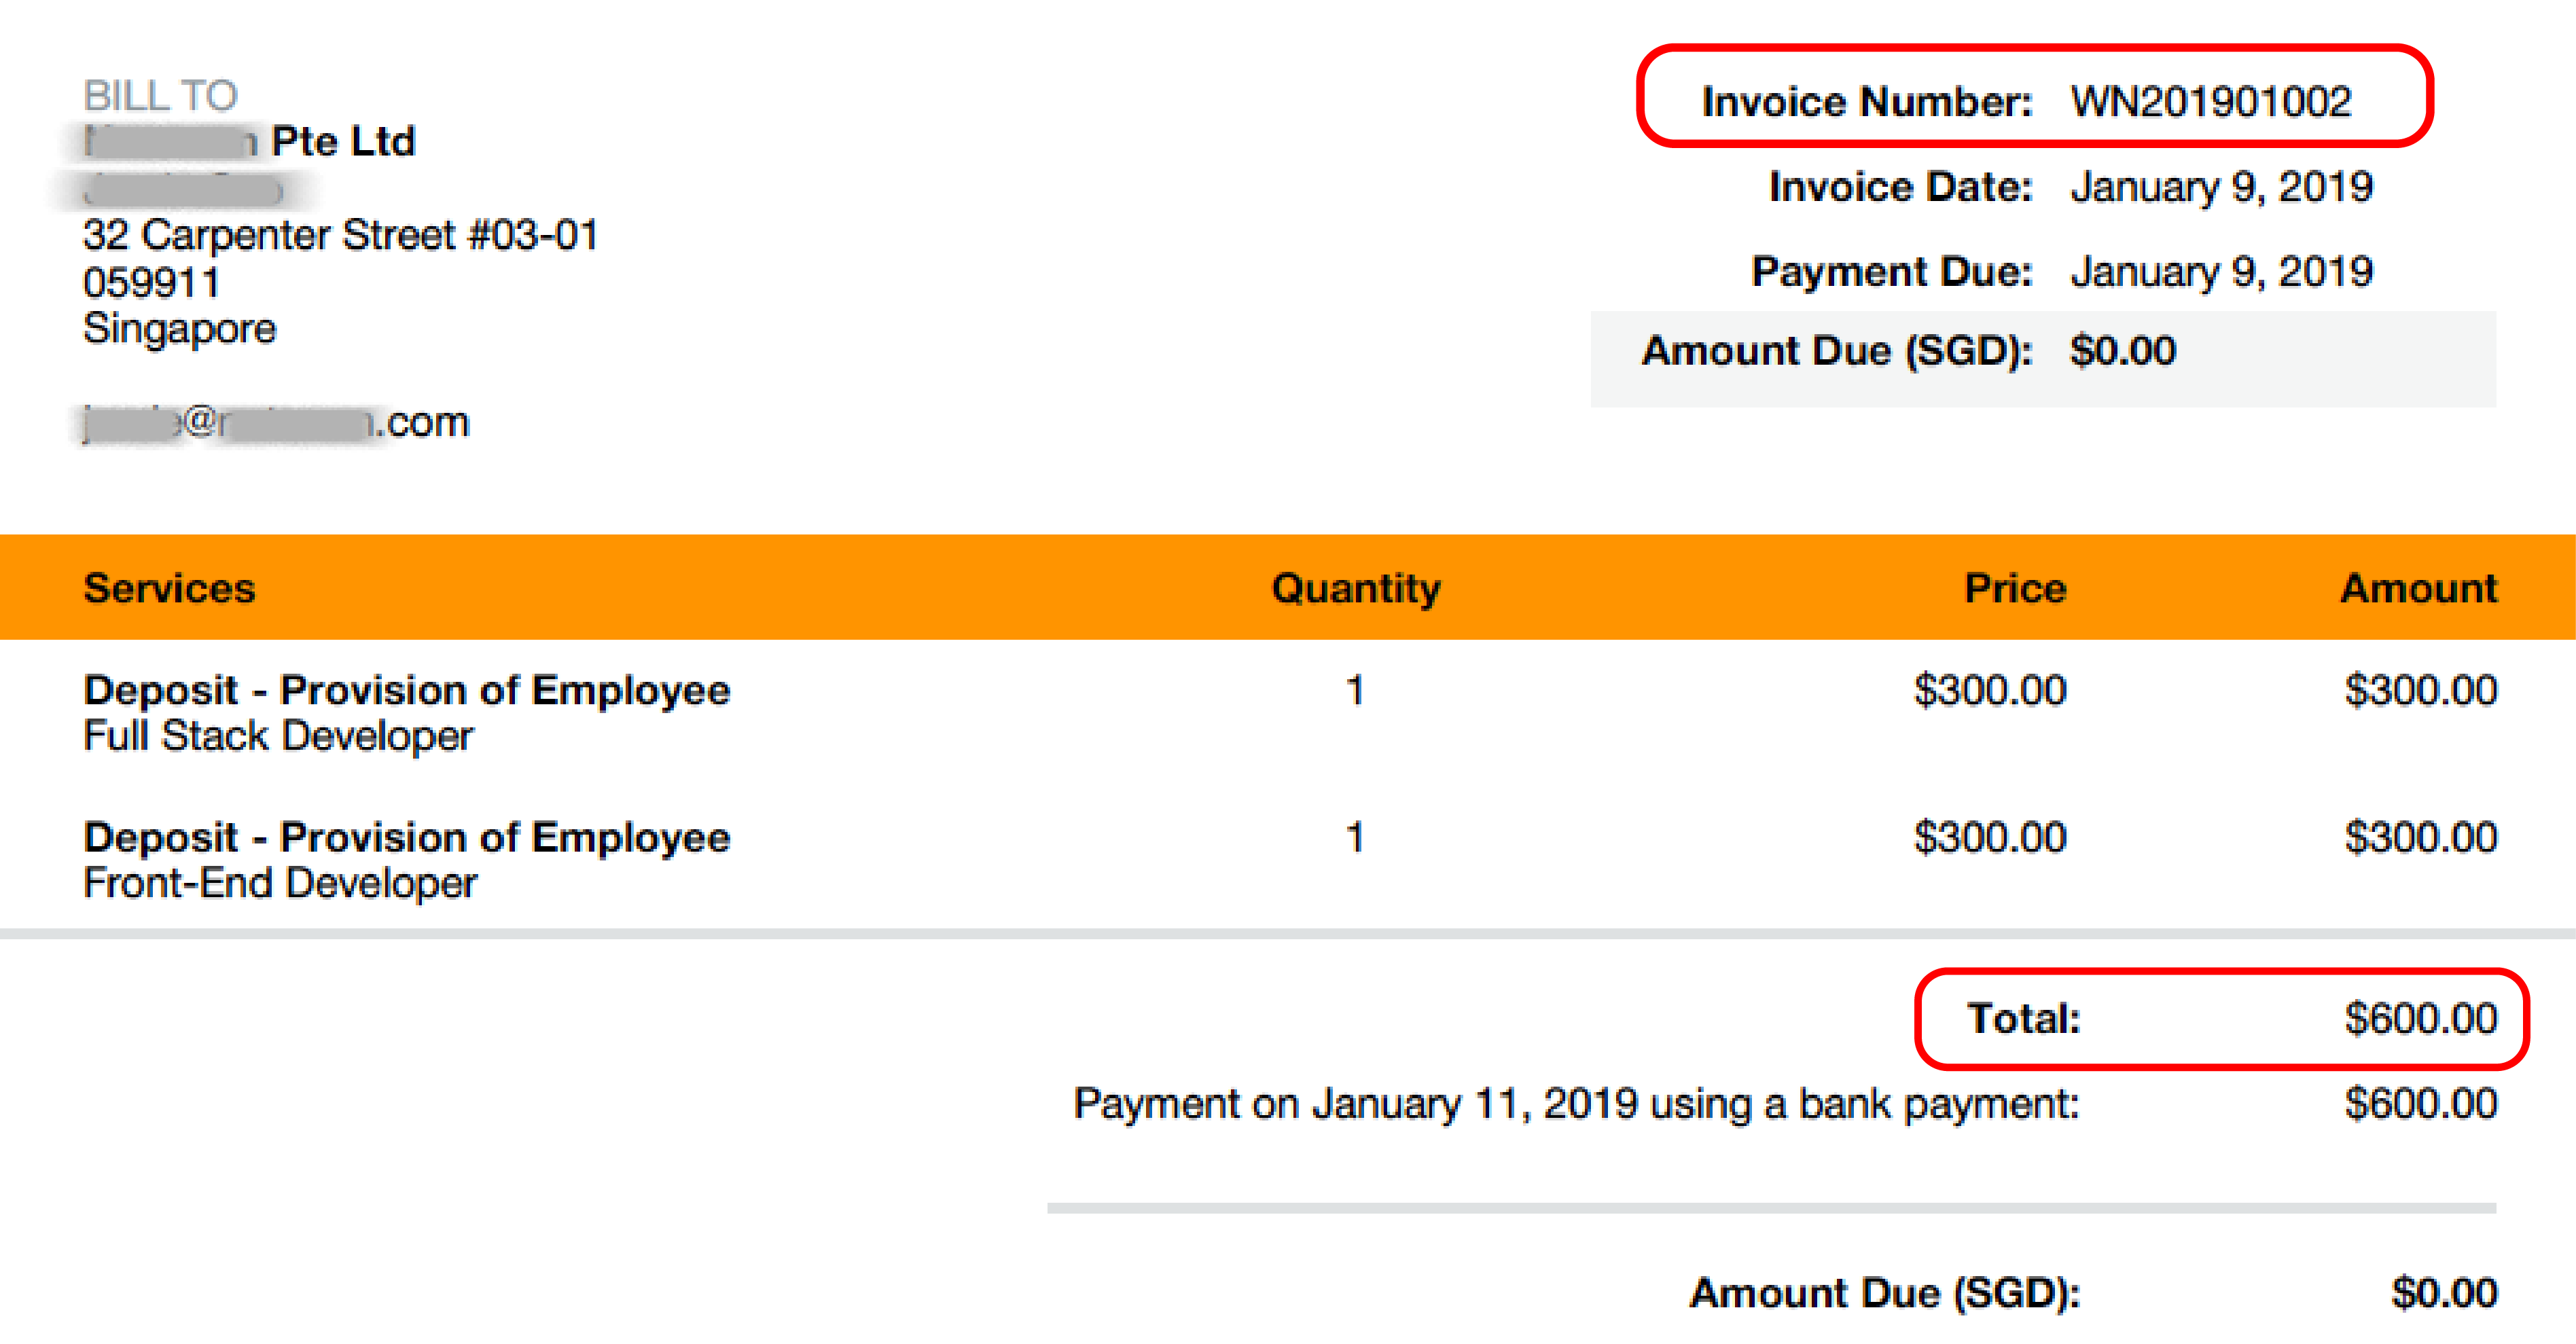 BILL TO
Pte Ltd
32 Carpenter Street #03-01
059911
Singapore
.com
Invoice Number: WN201901002
Invoice Date: January 9, 2019
Payment Due: January 9, 2019
Amount Due (SGD): $0.00
Services Quantity Price Amount
Deposit - Provision of Employee 1 $300.00 $300.00
Full Stack Developer
Deposit - Provision of Employee 1 $300.00 $300.00
Front-End Developer
Total: $600.00
Payment on January 11, 2019 using a bank payment: $600.00
Amount Due (SGD): $0.00